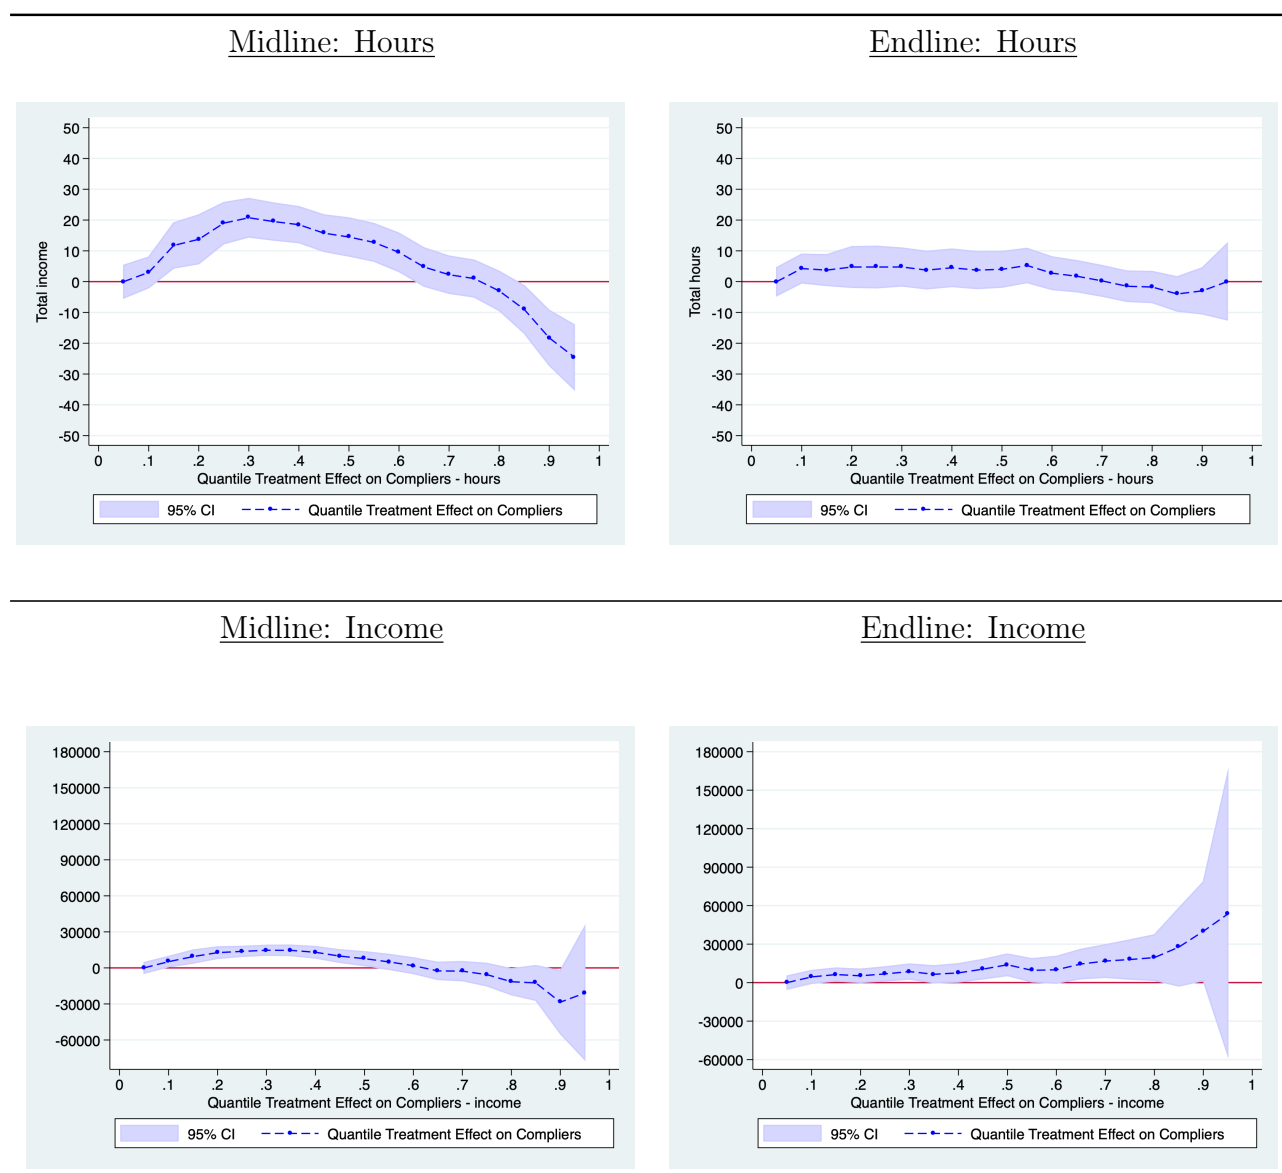 Midline: Hours
Endline: Hours
Total income
50
40
30
20
10
0
-10
-20
-30
-40
-50
0 .1 .2 .3 .4 .5 .6 .7 .8 .9 1
Quantile Treatment Effect on Compliers - hours
95% CI Quantile Treatment Effect on Compliers
Total hours
50
40
30
20
10
0
-10
-20
-30
-40
-50
0 .1 .2 .3 .4 .5 .6 .7 .8 .9 1
Quantile Treatment Effect on Compliers - hours
95% CI Quantile Treatment Effect on Compliers
Midline: Income
Endline: Income
180000
150000
120000
90000
60000
30000
0
-30000
-60000
0 .1 .2 .3 .4 .5 .6 .7 .8 .9 1
Quantile Treatment Effect on Compliers - income
95% CI Quantile Treatment Effect on Compliers
180000
150000
120000
90000
60000
30000
0
-30000
-60000
0 .1 .2 .3 .4 .5 .6 .7 .8 .9 1
Quantile Treatment Effect on Compliers - income
95% CI Quantile Treatment Effect on Compliers